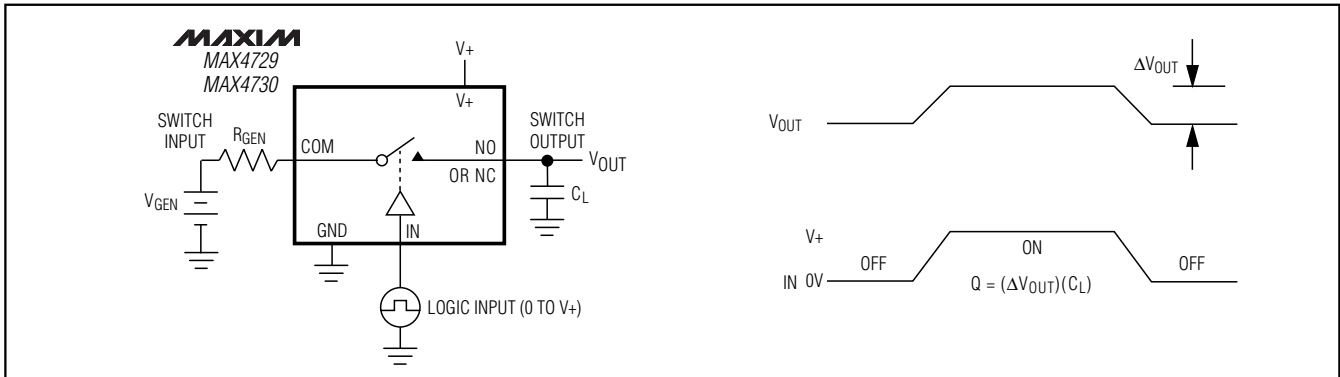 MAXIM
MAX4729
MAX4730
V+
V+
SWITCH
INPUT
RGEN
COM
NO
OR NC
SWITCH
OUTPUT
VOUT
CL
VGEN
GND
IN
LOGIC INPUT (0 TO V+)
ΔVOUT
VOUT
V+
IN 0V
OFF
ON
OFF
Q = (ΔVOUT)(CL)